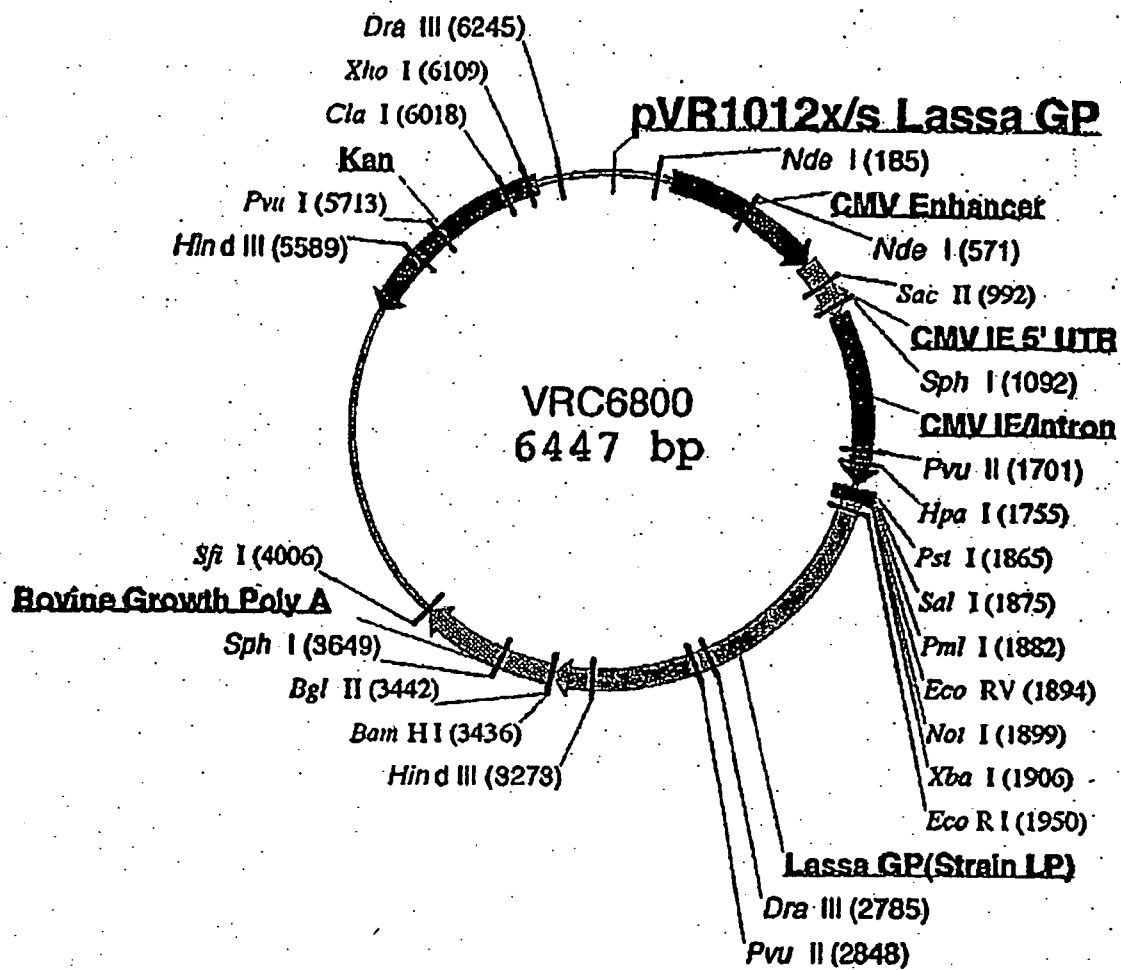 Dra III (6245)
Xho I (6109)
Cla I (6018)
Kan
Pvu I (5713)
Hin d III (5589)
pVR1012x/s Lassa GP
Nde I (185)
CMV Enhancer
Nde I (571)
Sac II (992)
CMV IE 5' UTR
Sph I (1092)
CMV IE/Intron
Pvu II (1701)
Hpa I (1755)
Pst I (1865)
Sal I (1875)
Pml I (1882)
Eco RV (1894)
Not I (1899)
Xba I (1906)
Eco R I (1950)
Lassa GP(Strain LP)
Dra III (2785)
Pvu II (2848)
VRC6800
6447 bp
Sfi I (4006)
Bovine Growth Poly A
Sph I (3649)
Bgl II (3442)
Bam H I (3436)
Hin d III (3273)